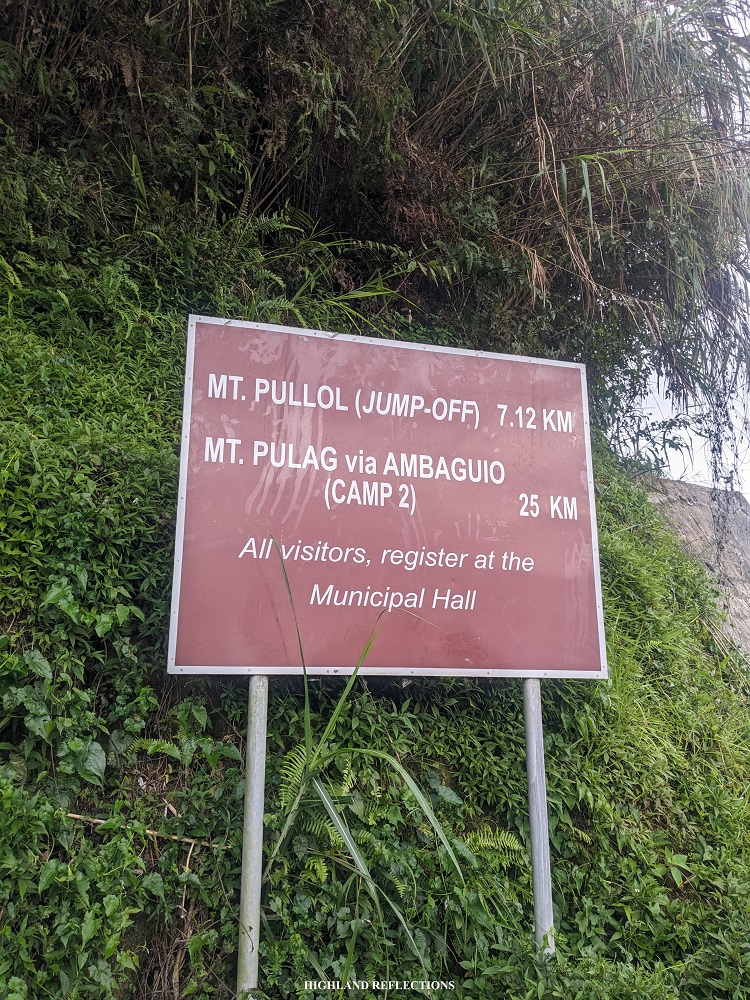 MT. PULLOL (JUMP-OFF) 7.12 KM
MT. PULAG via AMBAGUIO
(CAMP 2) 25 KM
All visitors, register at the
Municipal Hall
HIGHLAND REFLECTIONS